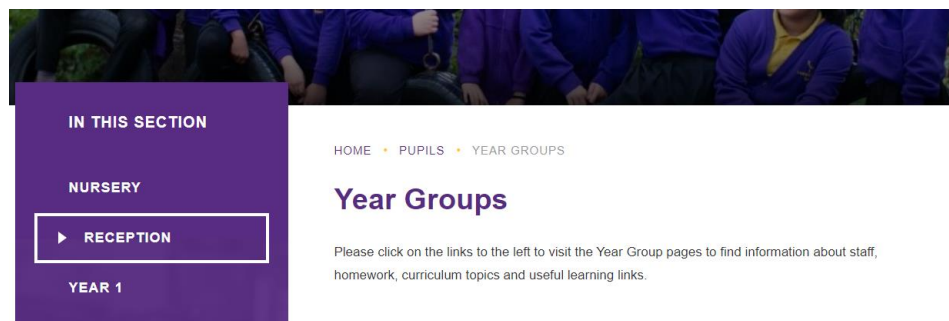 IN THIS SECTION
NURSERY
RECEPTION
YEAR 1
HOME • PUPILS • YEAR GROUPS
Year Groups
Please click on the links to the left to visit the Year Group pages to find information about staff,
homework, curriculum topics and useful learning links.